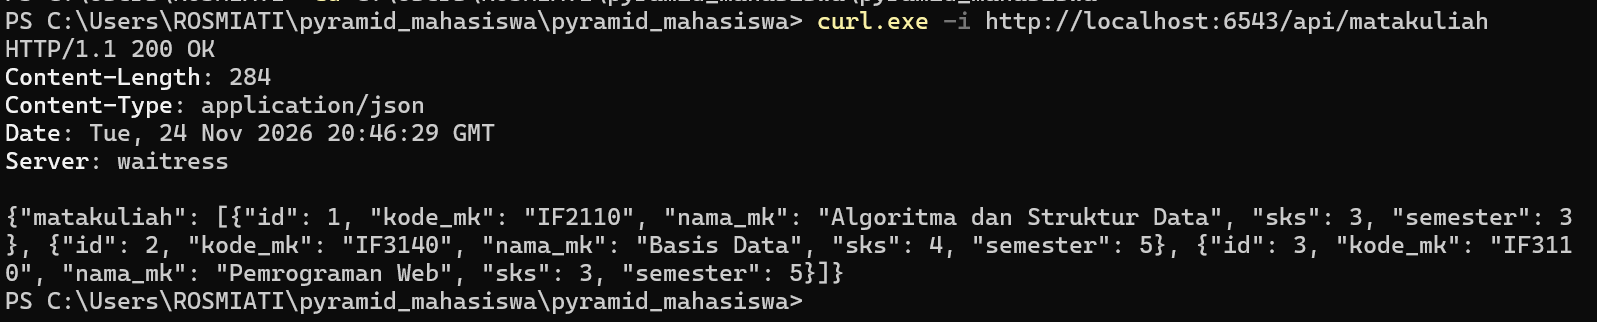 PS C:\Users\ROSMIATI\pyramid_mahasiswa\pyramid_mahasiswa> curl.exe -i http://localhost:6543/api/matakuliah
HTTP/1.1 200 OK
Content-Length: 284
Content-Type: application/json
Date: Tue, 24 Nov 2026 20:46:29 GMT
Server: waitress

{"matakuliah": [{"id": 1, "kode_mk": "IF2110", "nama_mk": "Algoritma dan Struktur Data", "sks": 3, "semester": 3
}, {"id": 2, "kode_mk": "IF3140", "nama_mk": "Basis Data", "sks": 4, "semester": 5}, {"id": 3, "kode_mk": "IF311
0", "nama_mk": "Pemrograman Web", "sks": 3, "semester": 5}]}
PS C:\Users\ROSMIATI\pyramid_mahasiswa\pyramid_mahasiswa>